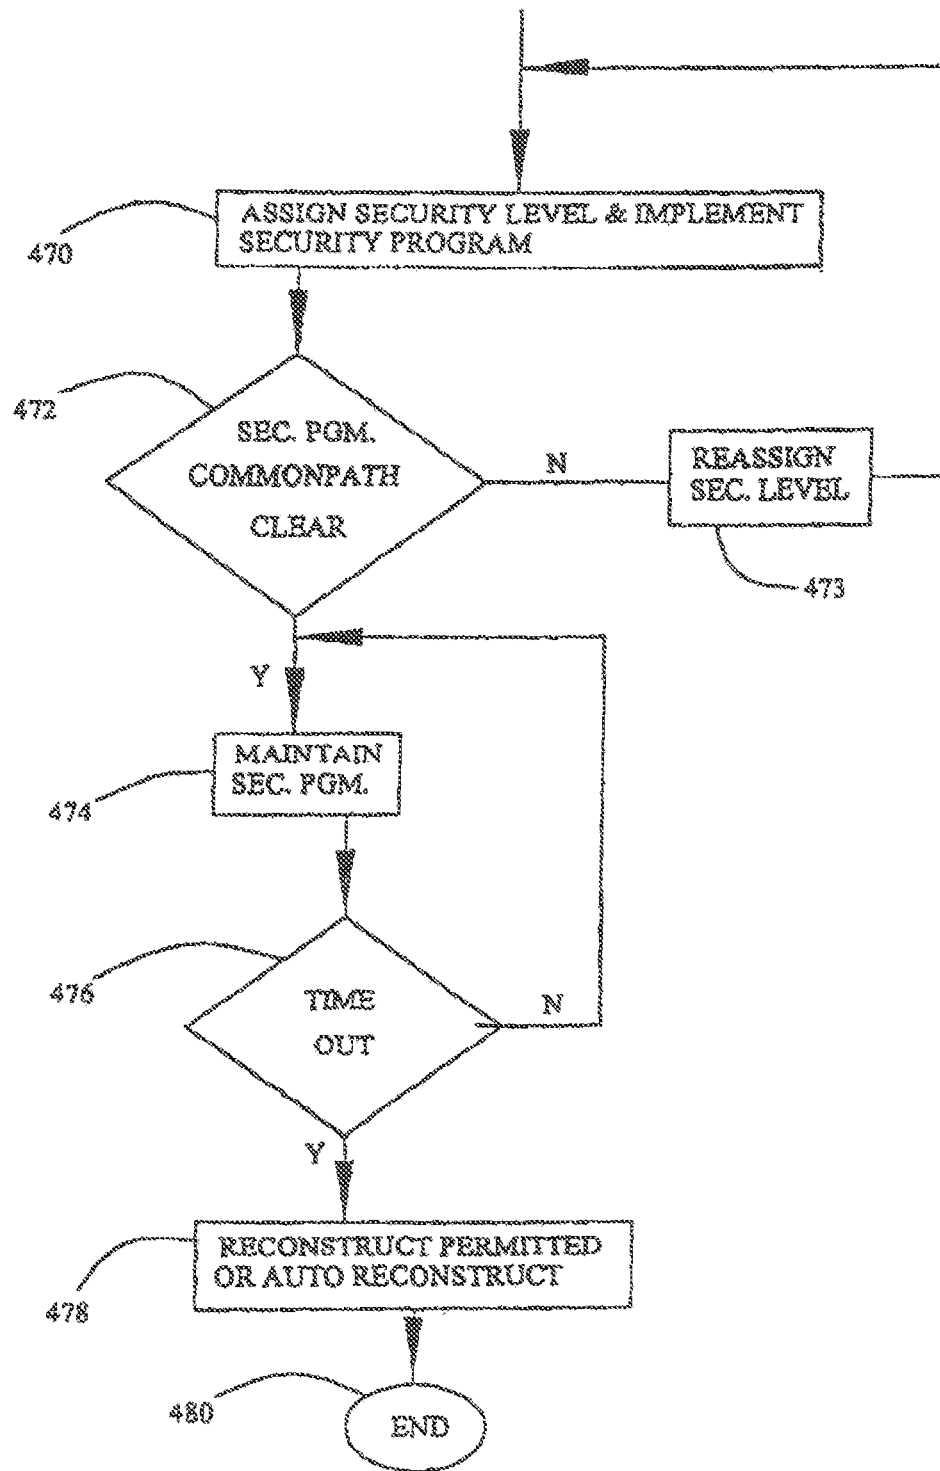 ASSIGN SECURITY LEVEL & IMPLEMENT
SECURITY PROGRAM
470
472
SEC. PGM.
COMMONPATH
CLEAR
N
REASSIGN
SEC. LEVEL
473
Y
MAINTAIN
SEC. PGM.
474
476
TIME
OUT
N
Y
RECONSTRUCT PERMITTED
OR AUTO RECONSTRUCT
478
480
END